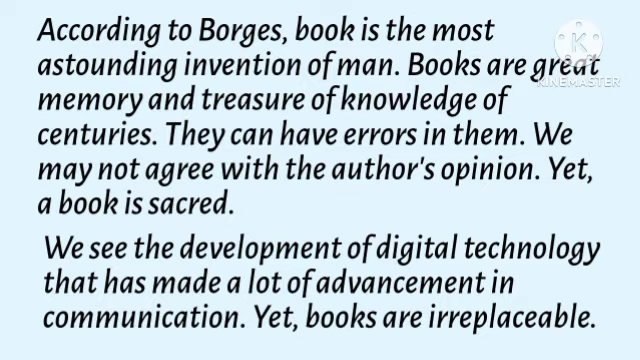 According to Borges, book is the most
astounding invention of man. Books are great
memory and treasure of knowledge of
centuries. They can have errors in them. We
may not agree with the author's opinion. Yet,
a book is sacred.
We see the development of digital technology
that has made a lot of advancement in
communication. Yet, books are irreplaceable.
K
KINEMASTER